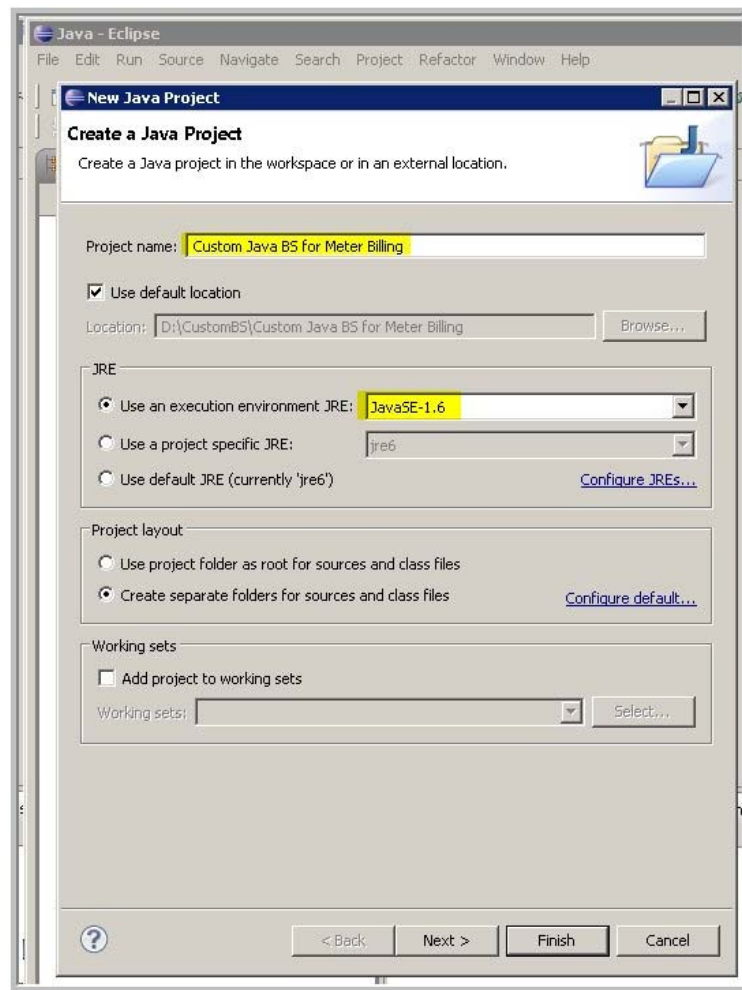 Java - Eclipse
File Edit Run Source Navigate Search Project Refactor Window Help
New Java Project
Create a Java Project
Create a Java project in the workspace or in an external location.
Project name: Custom Java BS for Meter Billing
Use default location
Location: D:\CustomBS\Custom Java BS for Meter Billing Browse...
JRE
Use an execution environment JRE: JavaSE-1.6
Use a project specific JRE: jre6
Use default JRE (currently 'jre6') Configure JREs...
Project layout
Use project folder as root for sources and class files
Create separate folders for sources and class files Configure default...
Working sets
Add project to working sets
Working sets: Select...
? < Back Next > Finish Cancel